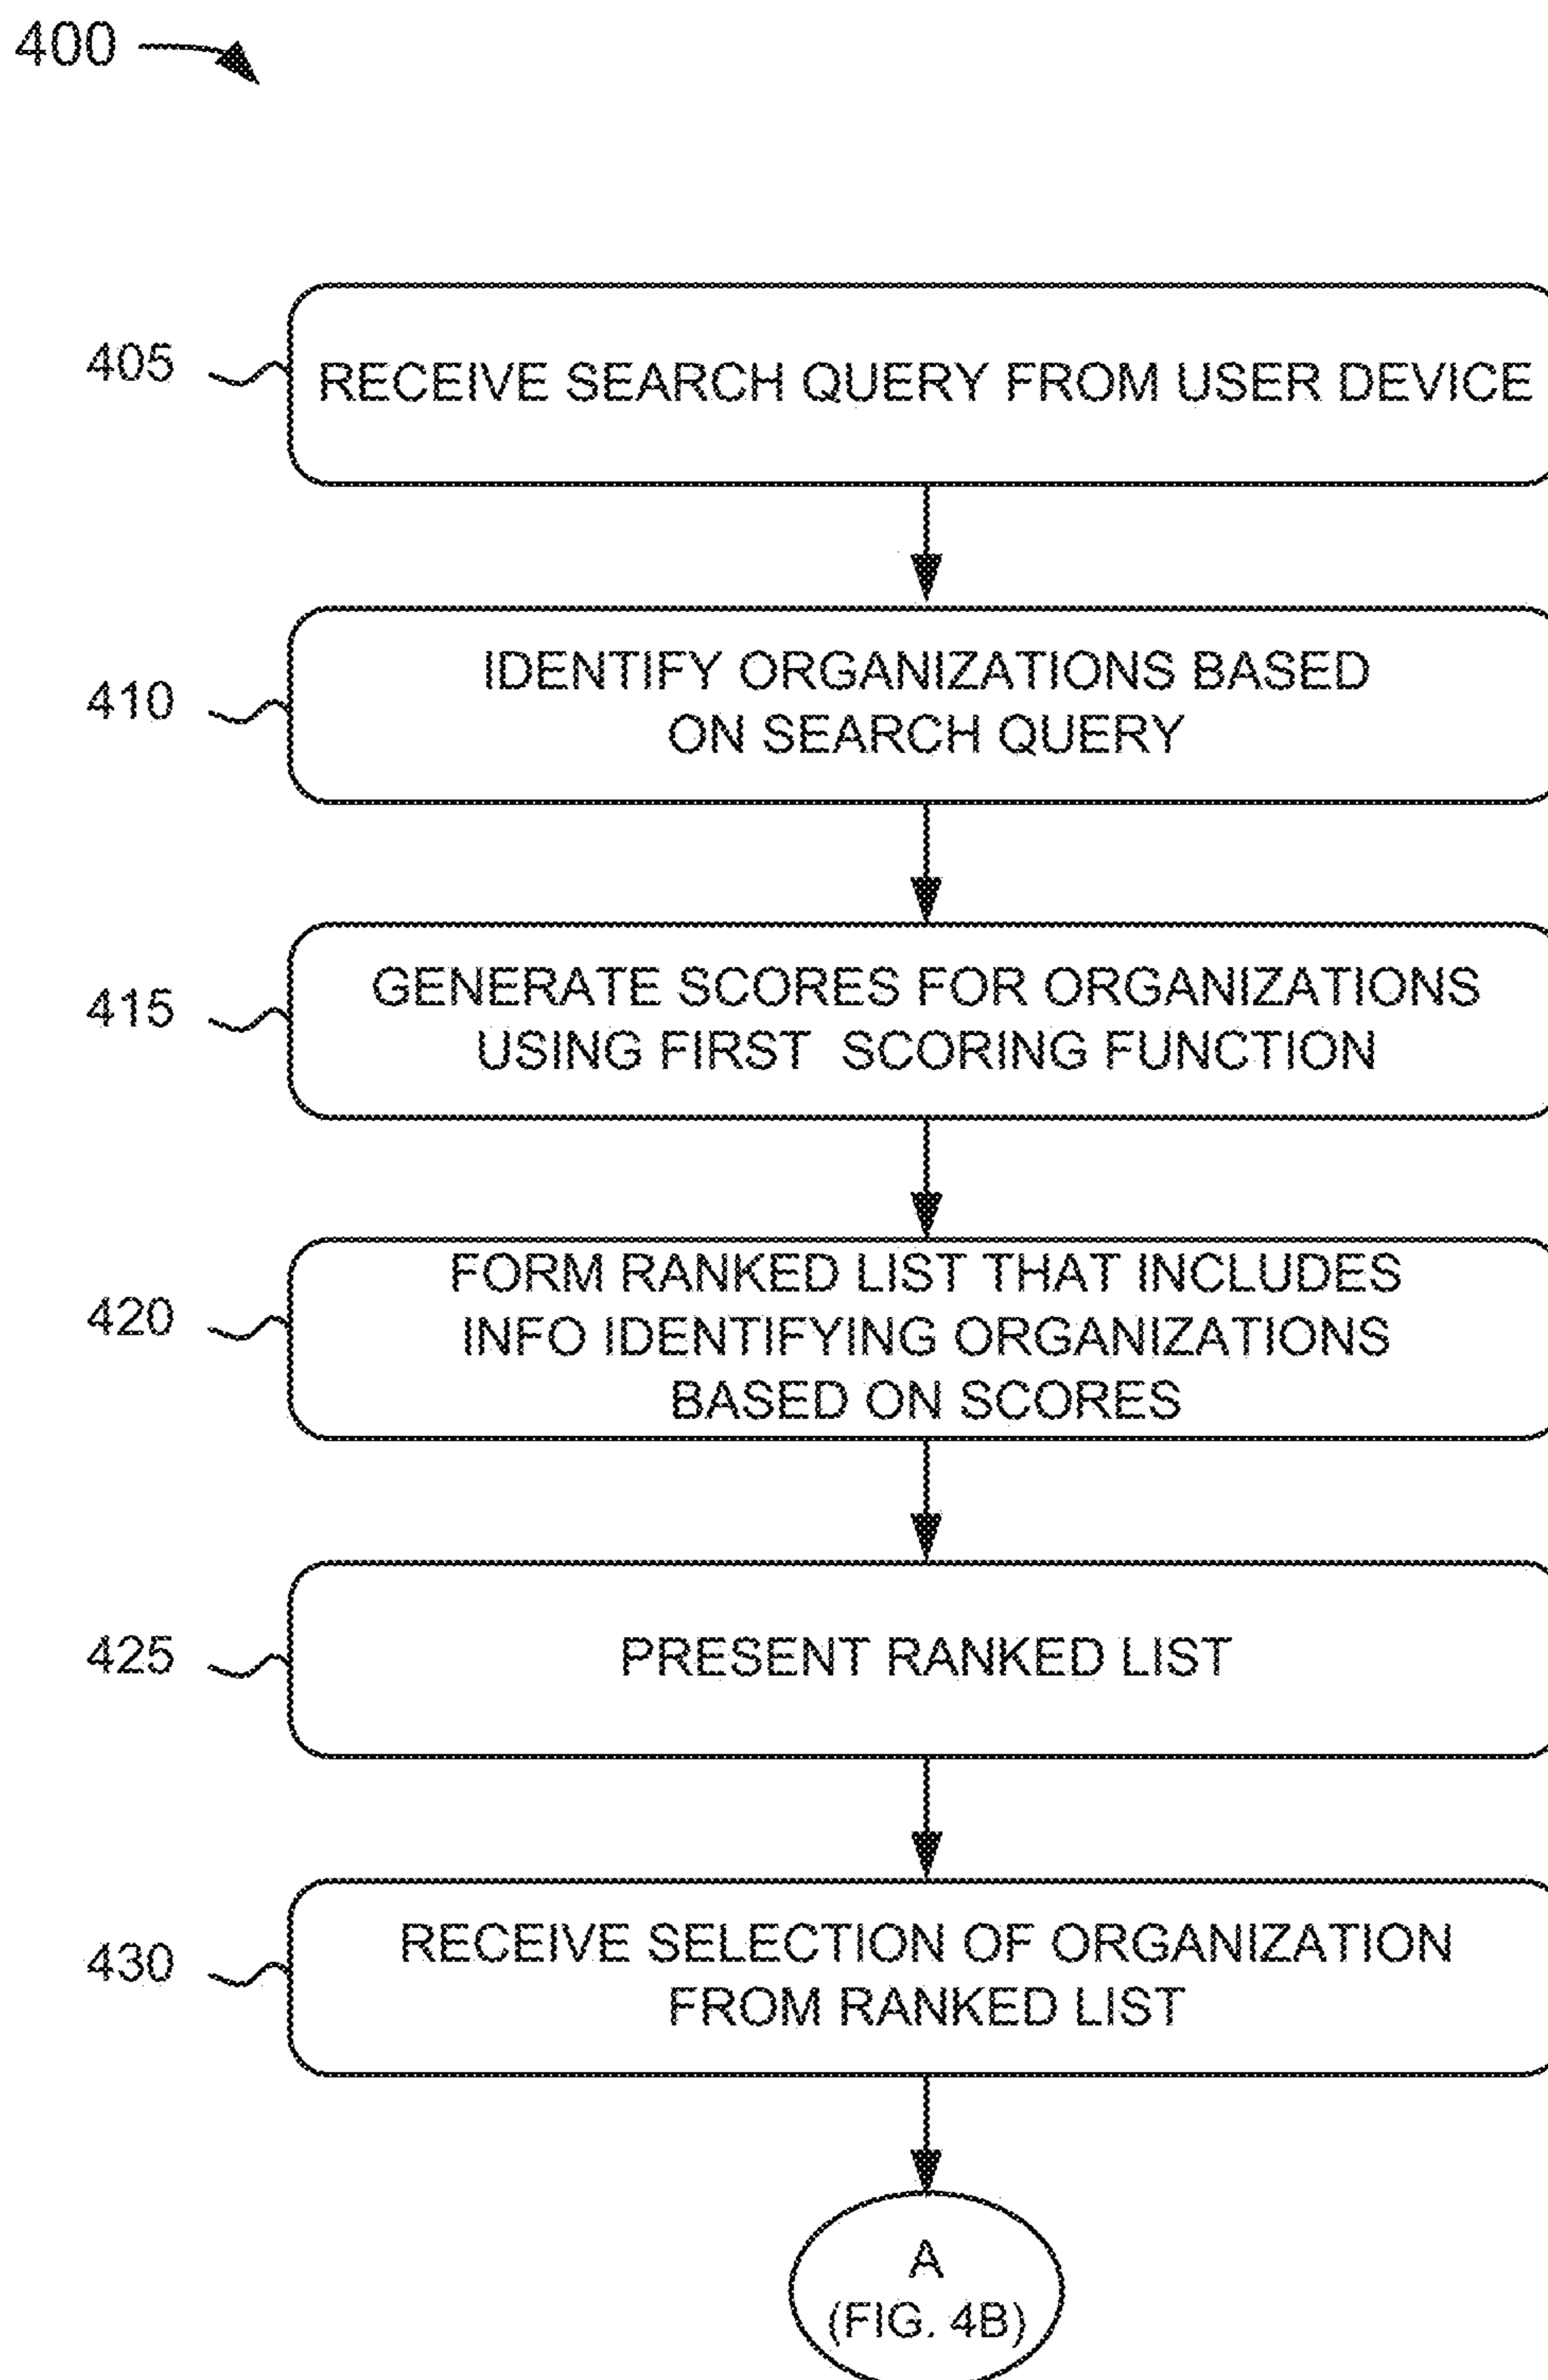 400
405
RECEIVE SEARCH QUERY FROM USER DEVICE
410
IDENTIFY ORGANIZATIONS BASED
ON SEARCH QUERY
415
GENERATE SCORES FOR ORGANIZATIONS
USING FIRST SCORING FUNCTION
420
FORM RANKED LIST THAT INCLUDES
INFO IDENTIFYING ORGANIZATIONS
BASED ON SCORES
425
PRESENT RANKED LIST
430
RECEIVE SELECTION OF ORGANIZATION
FROM RANKED LIST
A
(FIG. 4B)